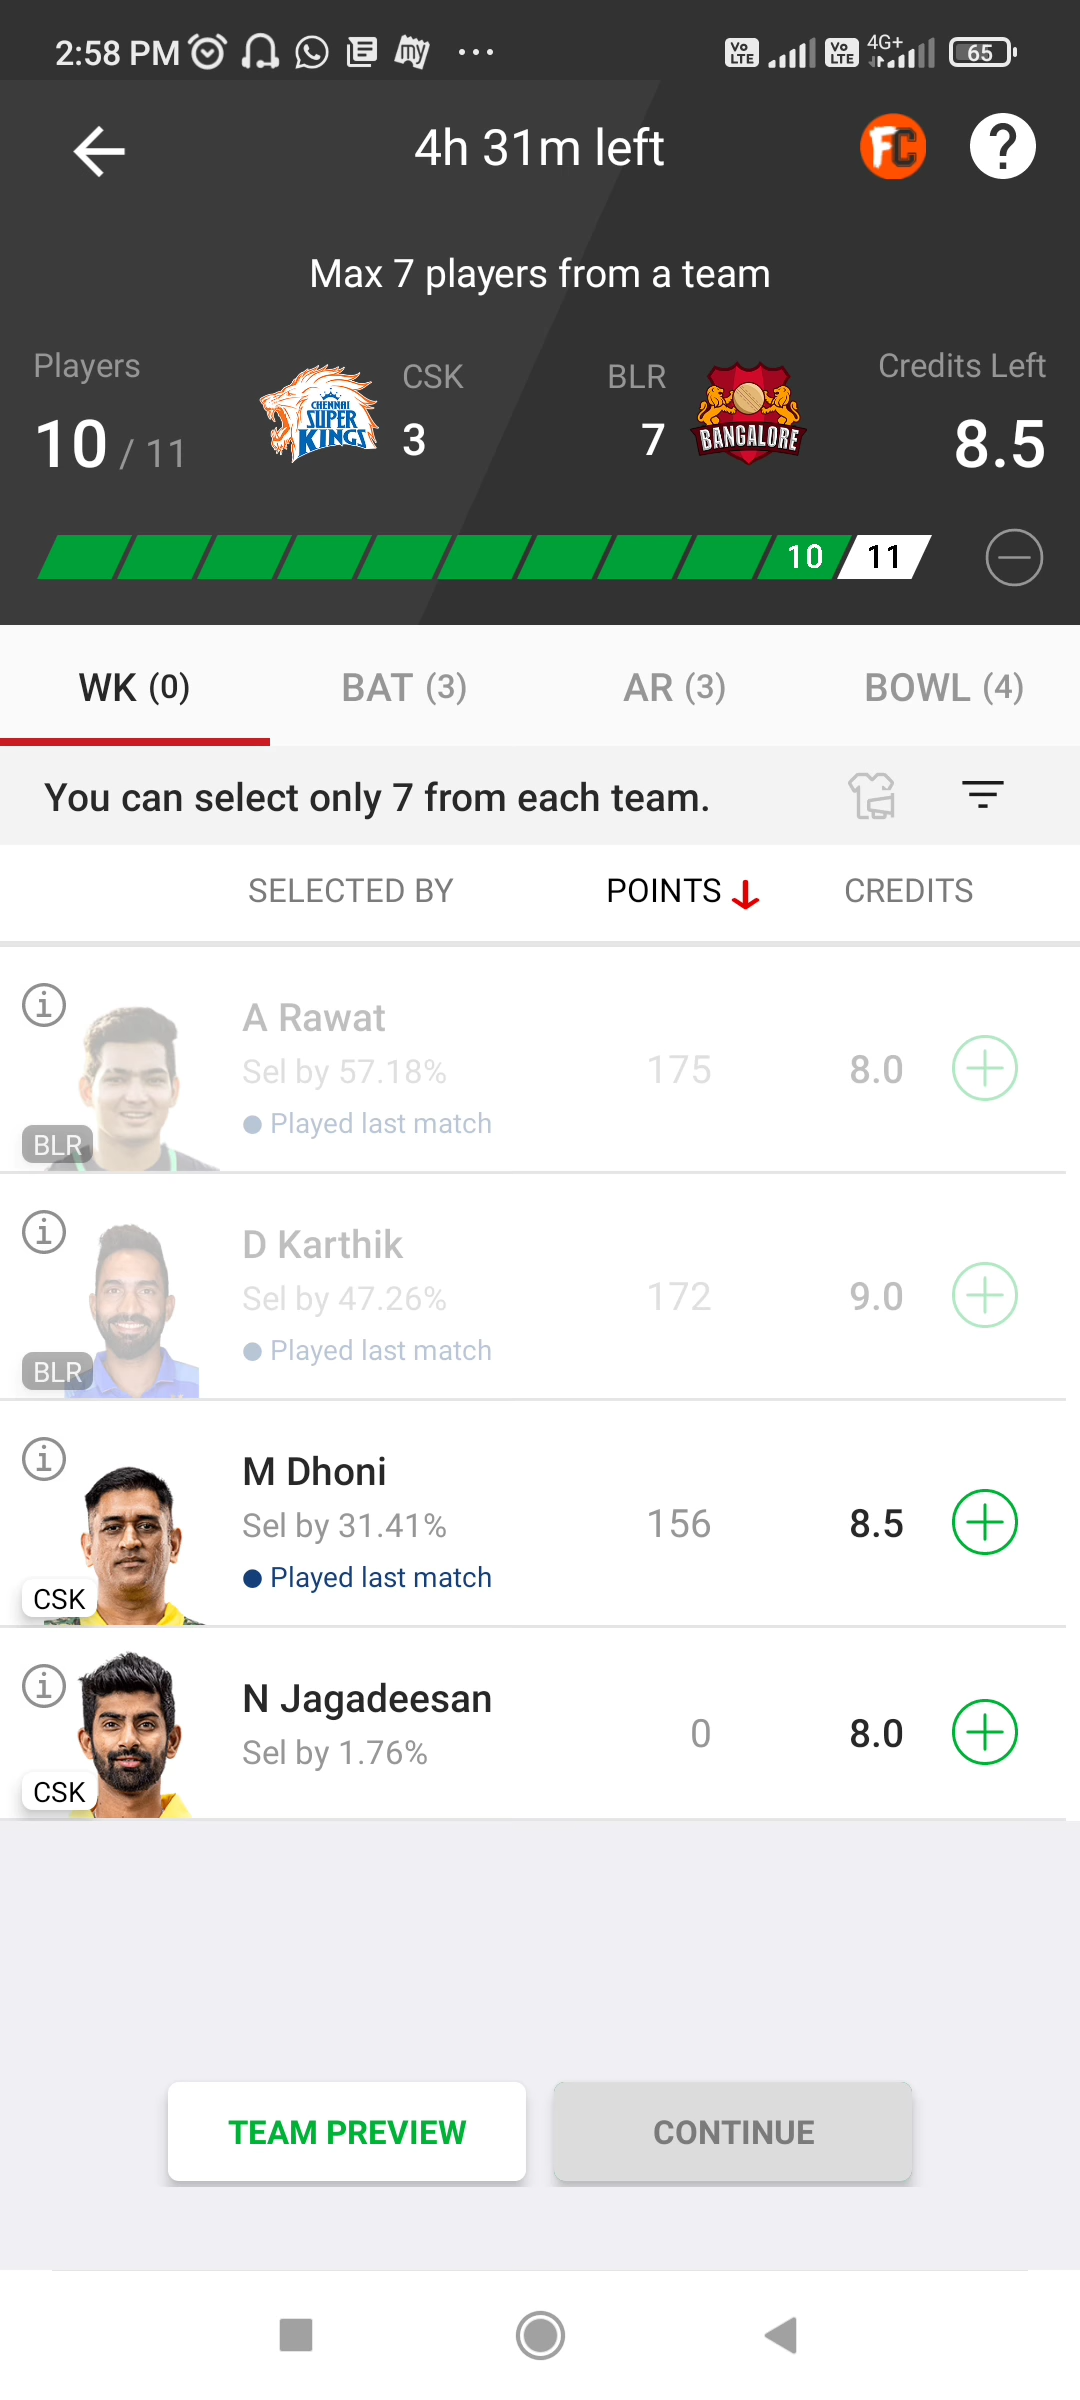 2:58 PM my ... Vo LTE Vo LTE 4G+ 65
4h 31m left FC ?
Max 7 players from a team
Players CSK BLR Credits Left
CHENNAI SUPER KINGS BANGALORE
10 / 11 3 7 8.5
10 11
WK (0) BAT (3) AR (3) BOWL (4)
You can select only 7 from each team.
SELECTED BY POINTS ↓ CREDITS
i A Rawat
Sel by 57.18% 175 8.0
Played last match
BLR
i D Karthik
Sel by 47.26% 172 9.0
Played last match
BLR
i M Dhoni
Sel by 31.41% 156 8.5
Played last match
CSK
i N Jagadeesan
Sel by 1.76% 0 8.0
CSK
TEAM PREVIEW CONTINUE